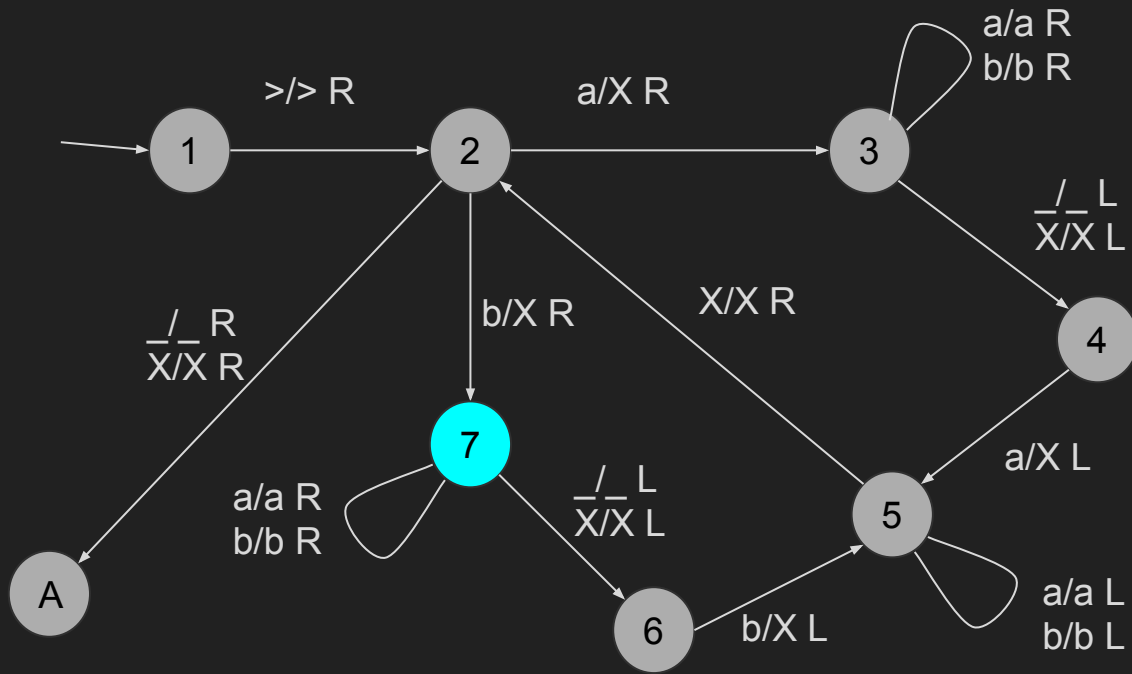 >/> R
a/X R
a/a R
b/b R
1
2
3
_/_ L
X/X L
X/X R
b/X R
_/_ R
X/X R
4
7
a/X L
a/a R
b/b R
_/_ L
X/X L
5
A
6
b/X L
a/a L
b/b L